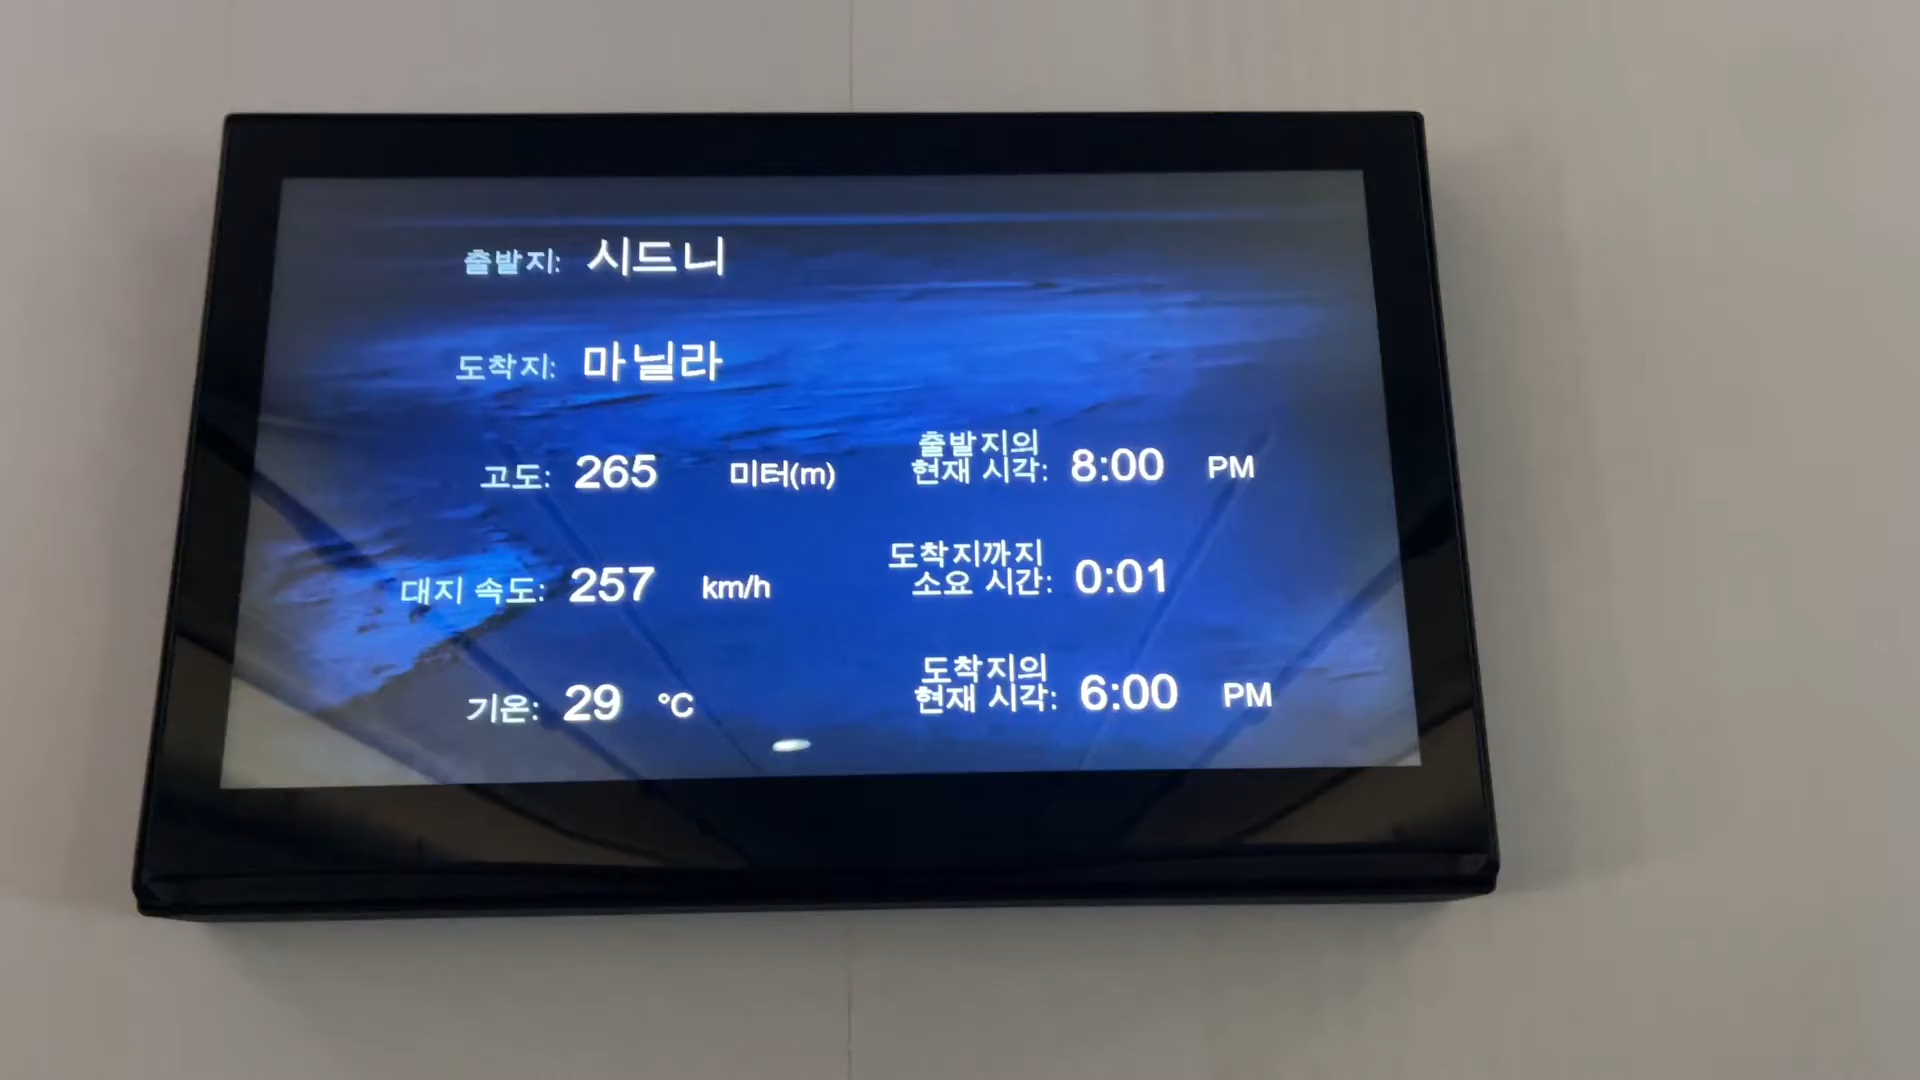 출발지: 시드니
도착지: 마닐라
고도: 265 미터(m)
출발지의
현재 시각: 8:00 PM
대지 속도: 257 km/h
도착지까지
소요 시간: 0:01
기온: 29 °C
도착지의
현재 시각: 6:00 PM